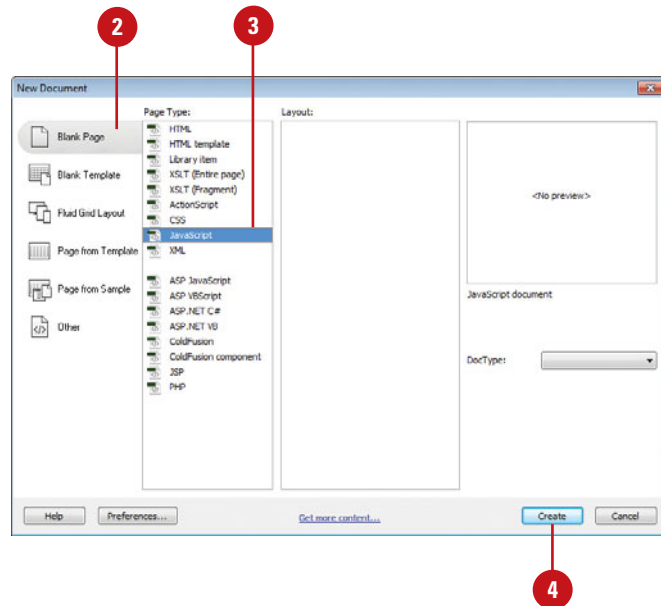 2
3
New Document
Page Type:
Layout:
Blank Page
Blank Template
Fluid Grid Layout
Page from Template
Page from Sample
Other
HTML
HTML template
Library item
XSLT (Entire page)
XSLT (Fragment)
ActionScript
CSS
JavaScript
XML
ASP JavaScript
ASP VBScript
ASP.NET C#
ASP.NET VB
ColdFusion
ColdFusion component
JSP
PHP
<No preview>
JavaScript document
DocType:
Help
Preferences...
Get more content...
Create
Cancel
4